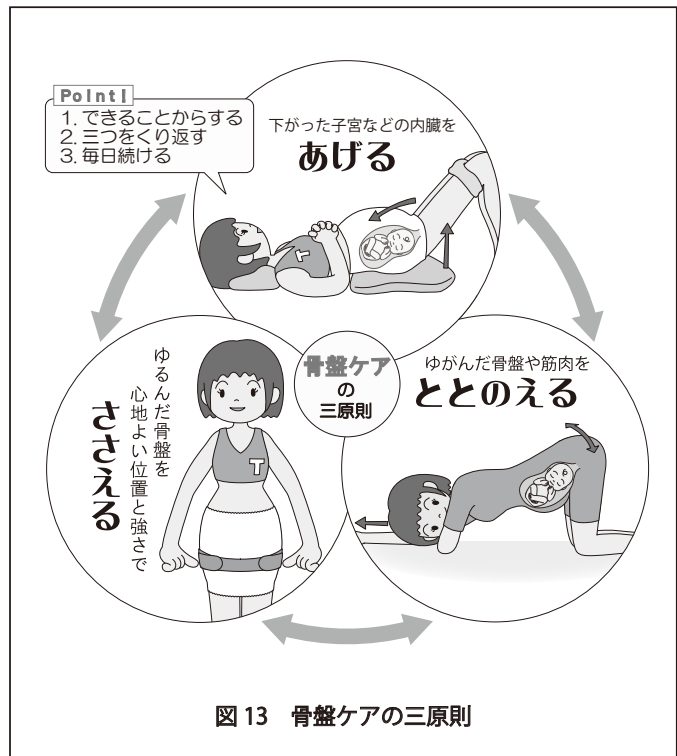 Point!
1. できることからする
2. 三つをくり返す
3. 毎日続ける
下がった子宮などの内臓を
あげる
T
骨盤ケア
の
三原則
ゆがんだ骨盤や筋肉を
ととのえる
ゆるんだ骨盤を
心地よい位置と強さで
ささえる
T
図13 骨盤ケアの三原則